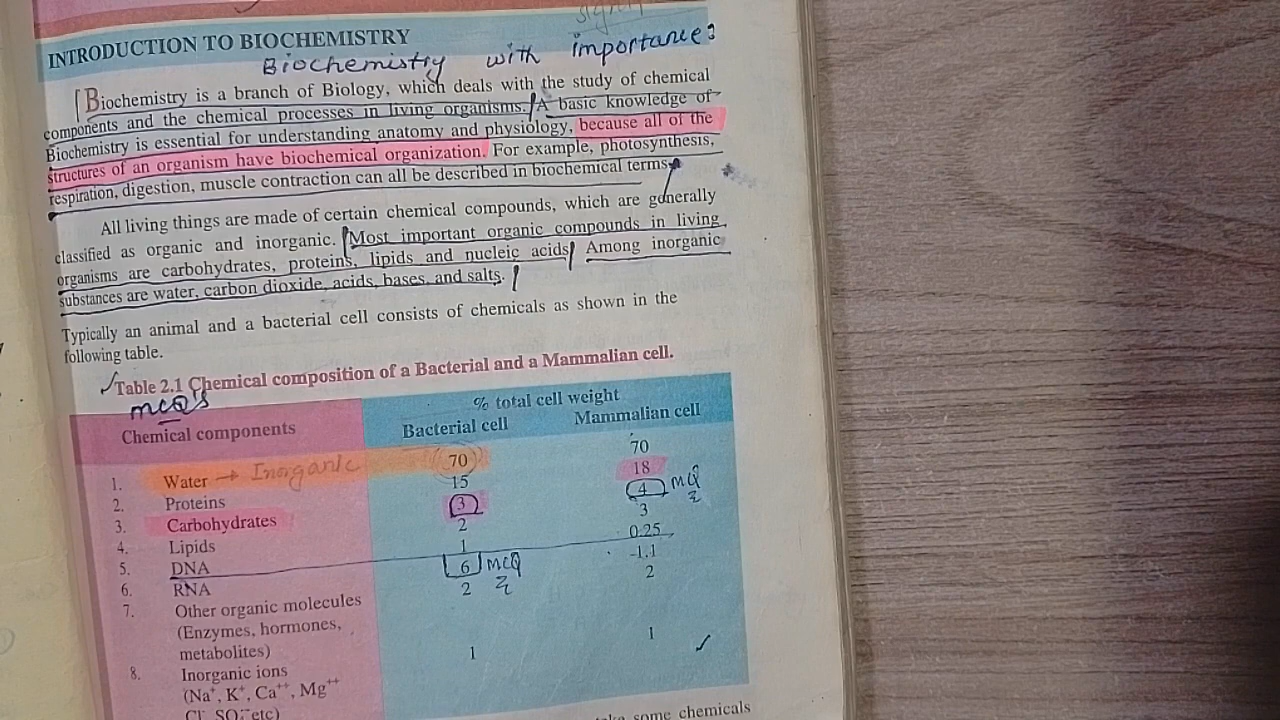 INTRODUCTION TO BIOCHEMISTRY
Biochemistry with importance:
Biochemistry is a branch of Biology, which deals with the study of chemical
components and the chemical processes in living organisms. A basic knowledge of
Biochemistry is essential for understanding anatomy and physiology, because all of the
structures of an organism have biochemical organization. For example, photosynthesis,
respiration, digestion, muscle contraction can all be described in biochemical terms.
All living things are made of certain chemical compounds, which are generally
classified as organic and inorganic. Most important organic compounds in living
organisms are carbohydrates, proteins, lipids and nucleic acids. Among inorganic
substances are water, carbon dioxide, acids, bases, and salts.
Typically an animal and a bacterial cell consists of chemicals as shown in the
following table.
Table 2.1 Chemical composition of a Bacterial and a Mammalian cell.
MCQ's
% total cell weight
Chemical components Bacterial cell Mammalian cell
1. Water → Inorganic 70 70
2. Proteins 15 18
3. Carbohydrates 3 4 MCQ
4. Lipids 2 3
5. DNA 1 0.25
6. RNA 6 MCQ 1.1
7. Other organic molecules 2 2
(Enzymes, hormones,
metabolites)
8. Inorganic ions 1 1
(Na⁺, K⁺, Ca⁺⁺, Mg⁺⁺
Cl⁻ SO₄⁻⁻ etc)
take some chemicals